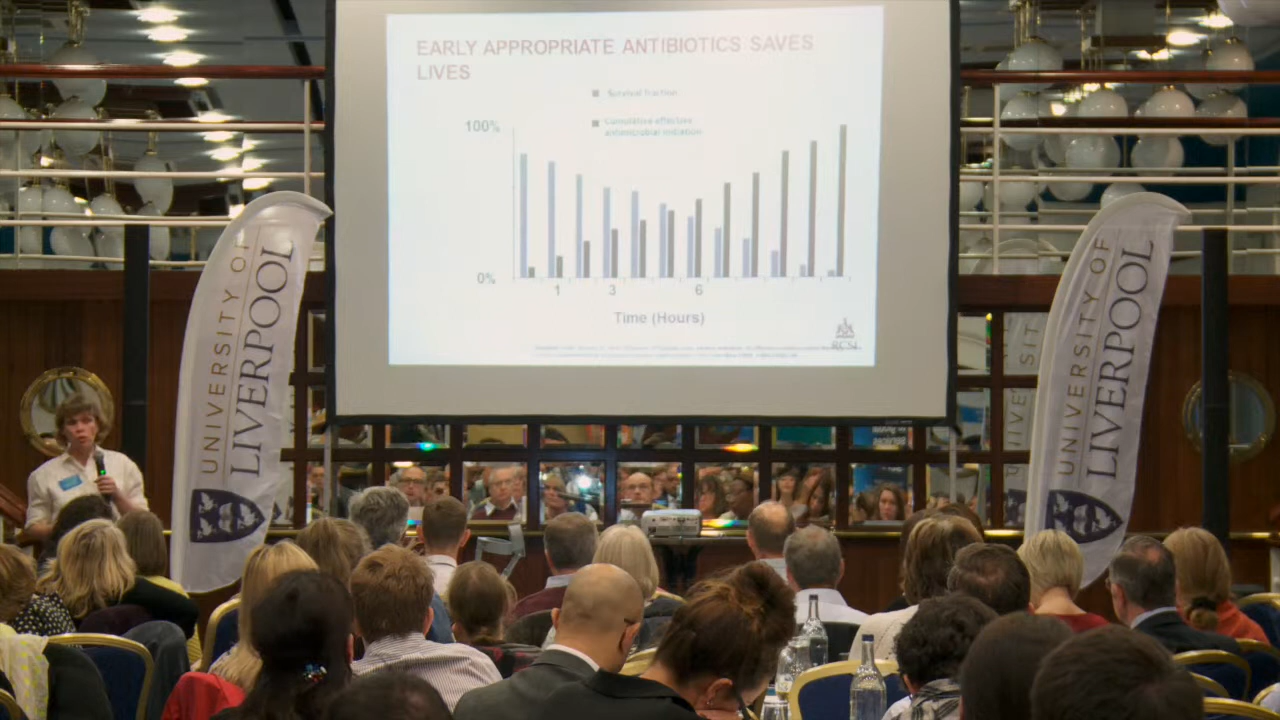 EARLY APPROPRIATE ANTIBIOTICS SAVES
LIVES
Survival fraction
Cumulative effective
antimicrobial initiation
100%
0%
1
3
6
Time (Hours)
RCSI
UNIVERSITY OF
LIVERPOOL
UNIVERSITY OF
LIVERPOOL